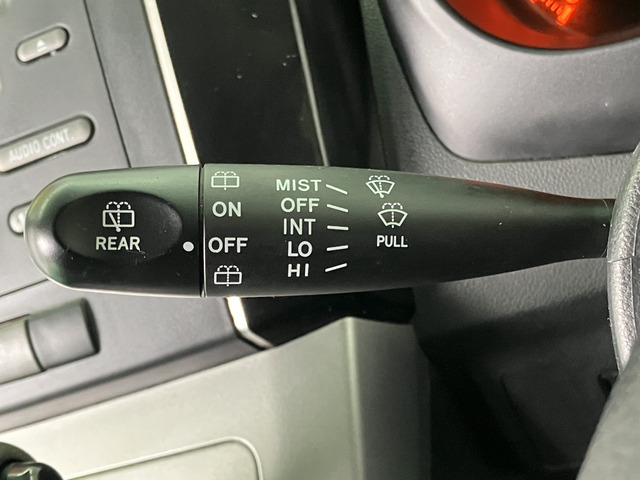 AUDIO CONT.
REAR
ON
OFF
MIST
OFF
INT
LO
HI
PULL